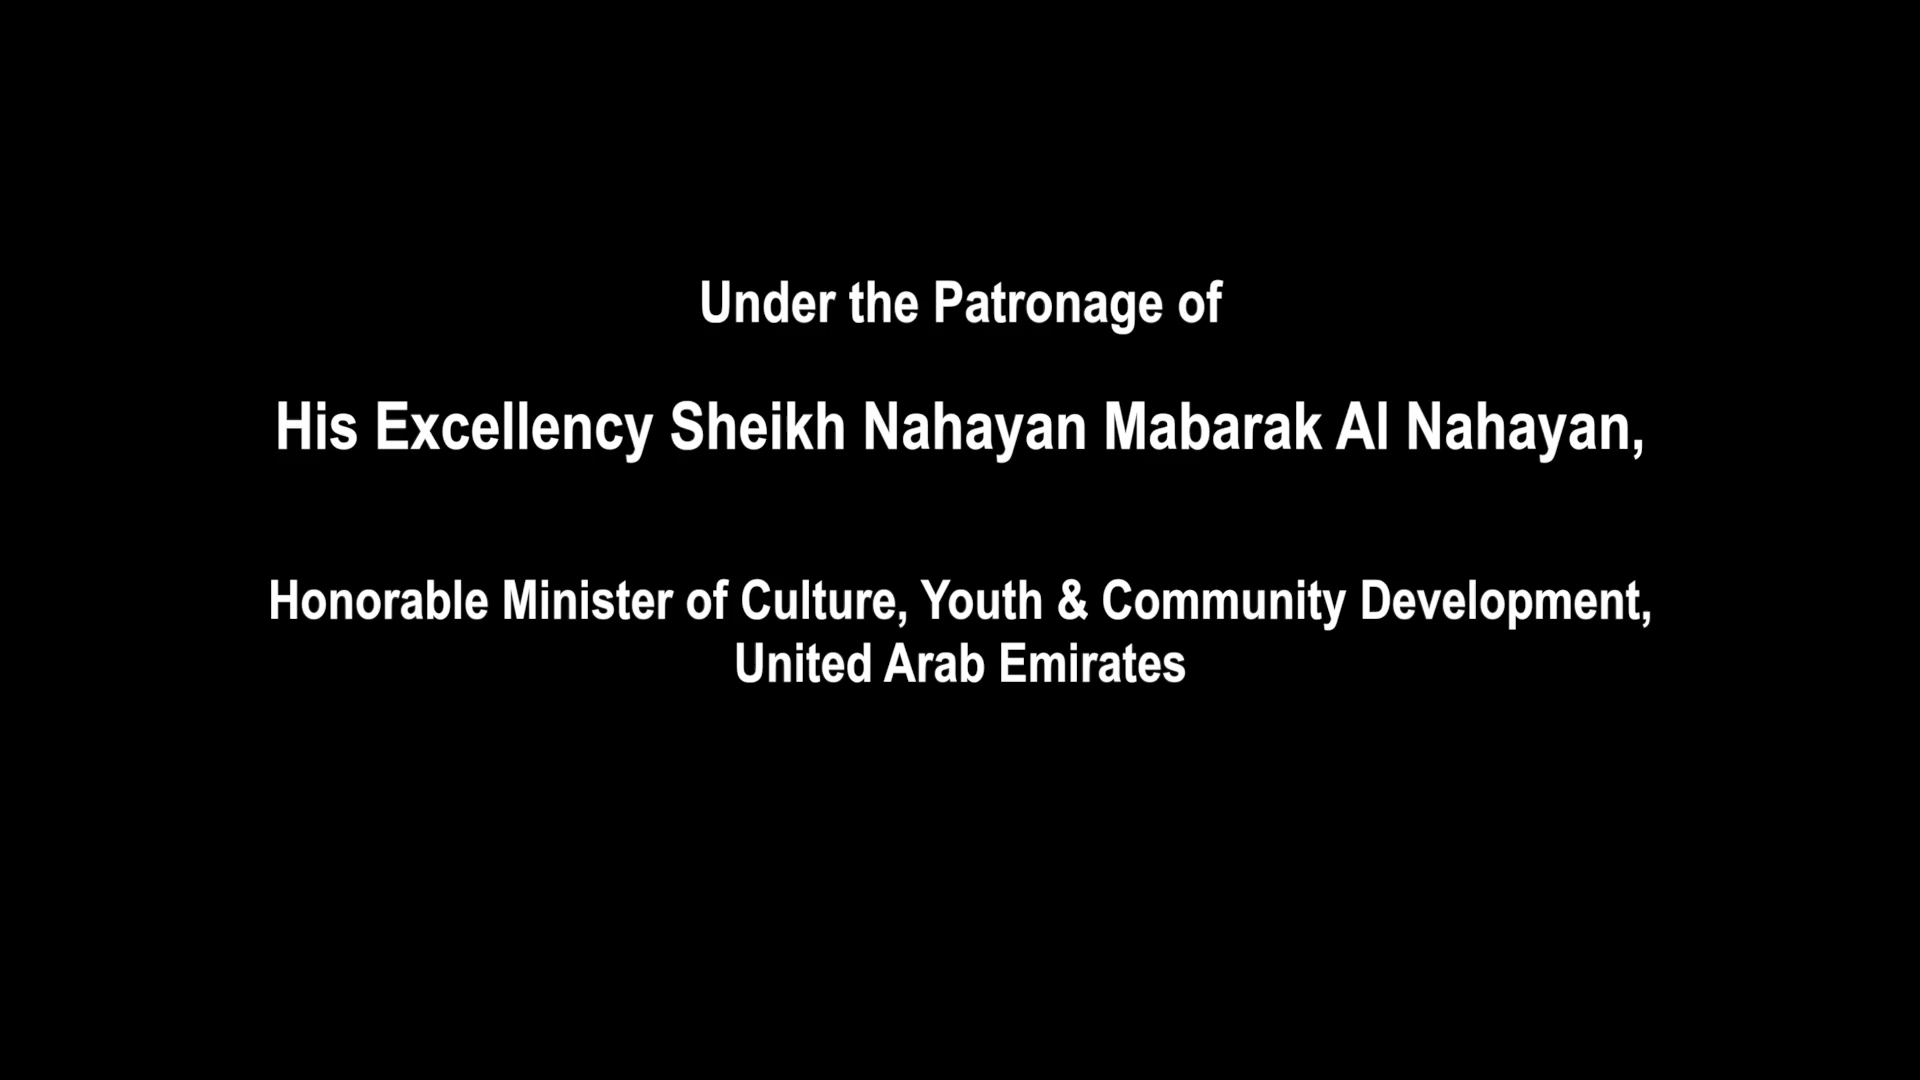 Under the Patronage of
His Excellency Sheikh Nahayan Mabarak Al Nahayan,
Honorable Minister of Culture, Youth & Community Development,
United Arab Emirates